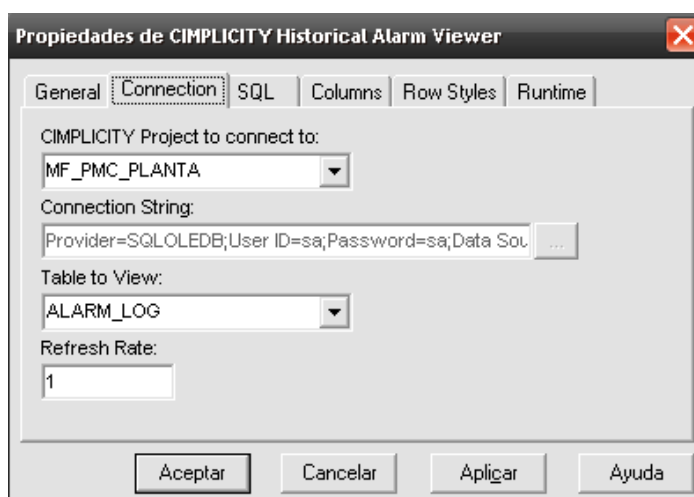 Propiedades de CIMPLICITY Historical Alarm Viewer
General Connection SQL Columns Row Styles Runtime
CIMPLICITY Project to connect to:
MF_PMC_PLANTA
Connection String:
Provider=SQLOLEDB;User ID=sa;Password=sa;Data Sou ...
Table to View:
ALARM_LOG
Refresh Rate:
1
Aceptar Cancelar Aplicar Ayuda